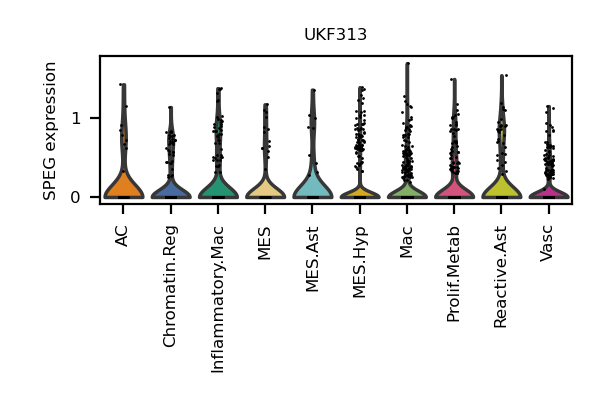 UKF313
SPEG expression
1
0
AC
Chromatin.Reg
Inflammatory.Mac
MES
MES.Ast
MES.Hyp
Mac
Prolif.Metab
Reactive.Ast
Vasc